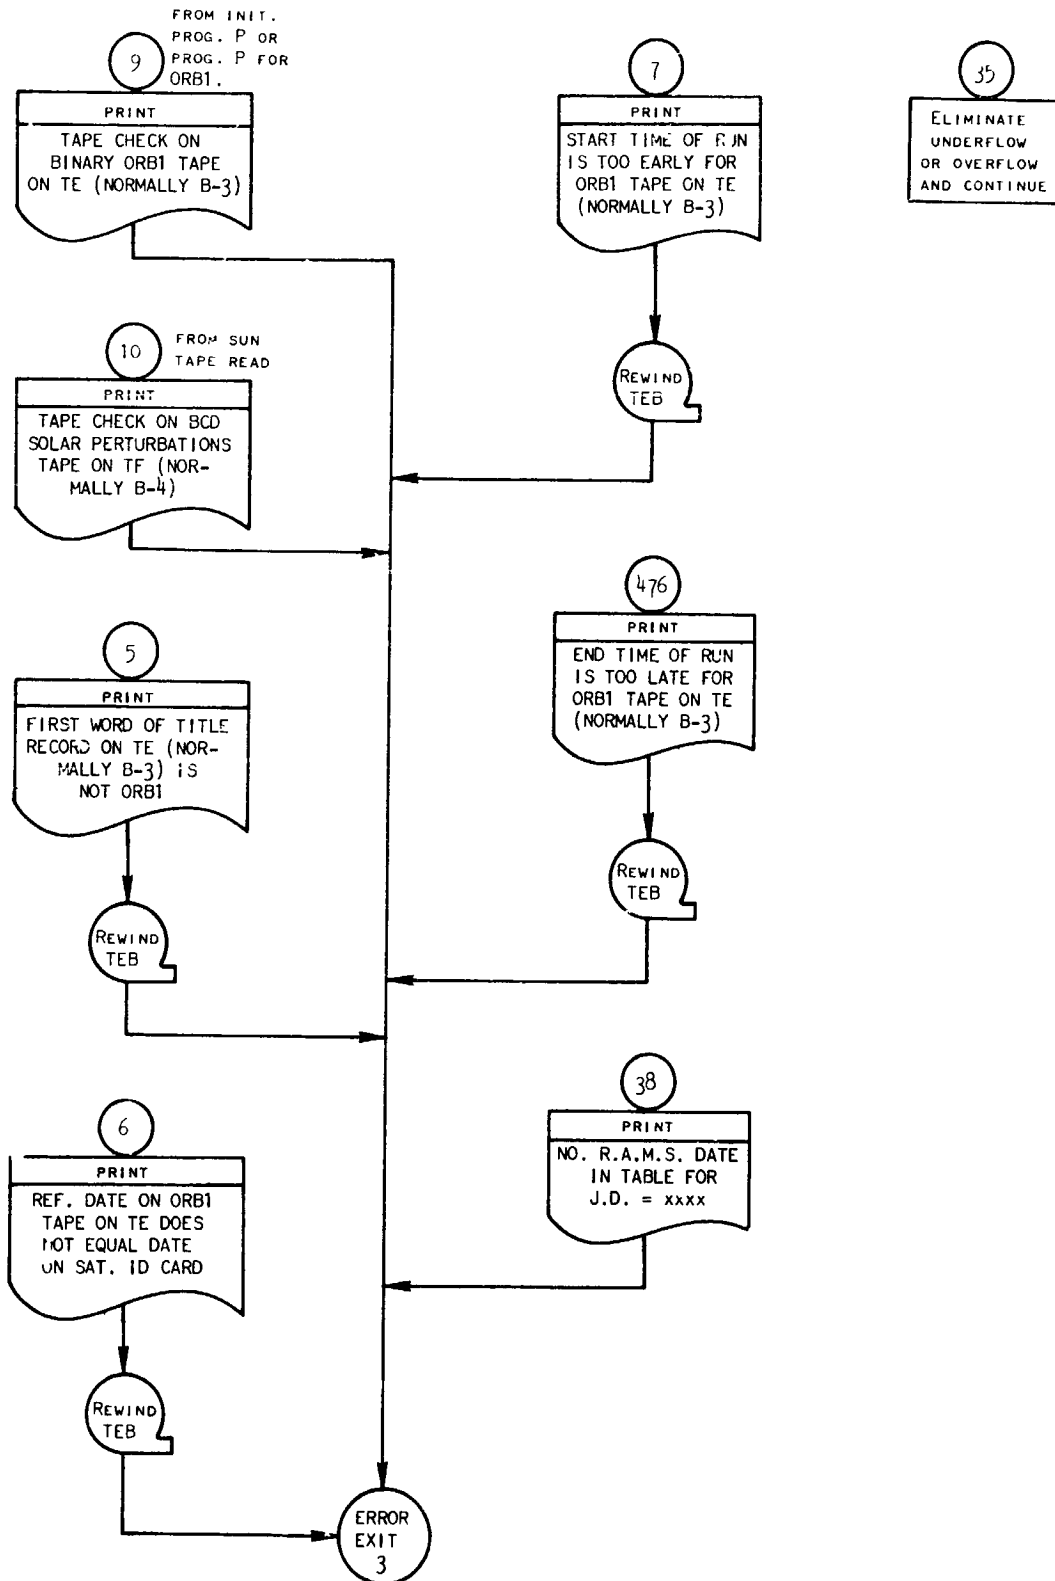 FROM INIT.
PROG. P OR
PROG. P FOR
ORB1.
9
PRINT
TAPE CHECK ON
BINARY ORB1 TAPE
ON TE (NORMALLY B-3)
10
FROM SUN
TAPE READ
PRINT
TAPE CHECK ON BCD
SOLAR PERTURBATIONS
TAPE ON TF (NOR-
MALLY B-4)
5
PRINT
FIRST WORD OF TITLE
RECORD ON TE (NOR-
MALLY B-3) IS
NOT ORB1
REWIND
TEB
6
PRINT
REF. DATE ON ORB1
TAPE ON TE DOES
NOT EQUAL DATE
ON SAT. ID CARD
REWIND
TEB
7
PRINT
START TIME OF RUN
IS TOO EARLY FOR
ORB1 TAPE ON TE
(NORMALLY B-3)
REWIND
TEB
476
PRINT
END TIME OF RUN
IS TOO LATE FOR
ORB1 TAPE ON TE
(NORMALLY B-3)
REWIND
TEB
38
PRINT
NO. R.A.M.S. DATE
IN TABLE FOR
J.D. = xxxx
ERROR
EXIT
3
35
ELIMINATE
UNDERFLOW
OR OVERFLOW
AND CONTINUE